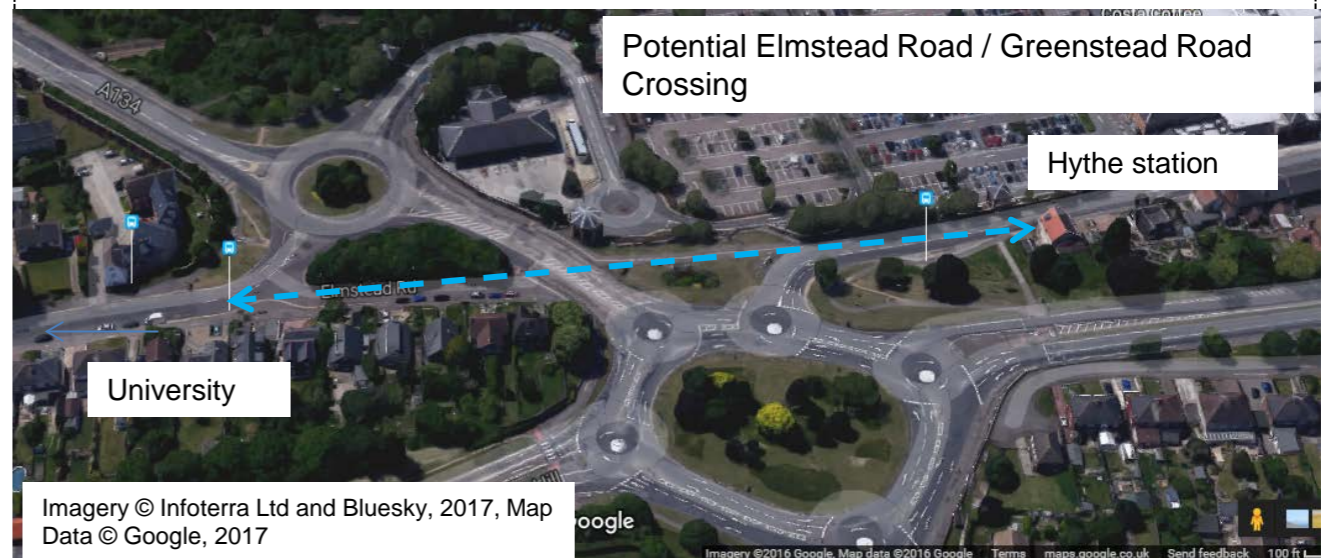 Costa Coffee
Potential Elmstead Road / Greenstead Road
Crossing
A134
Hythe station
Elmstead Rd
University
Imagery © Infoterra Ltd and Bluesky, 2017, Map
Data © Google, 2017
oogle
Imagery ©2016 Google, Map data ©2016 Google Terms maps.google.co.uk Send feedback 100 ft